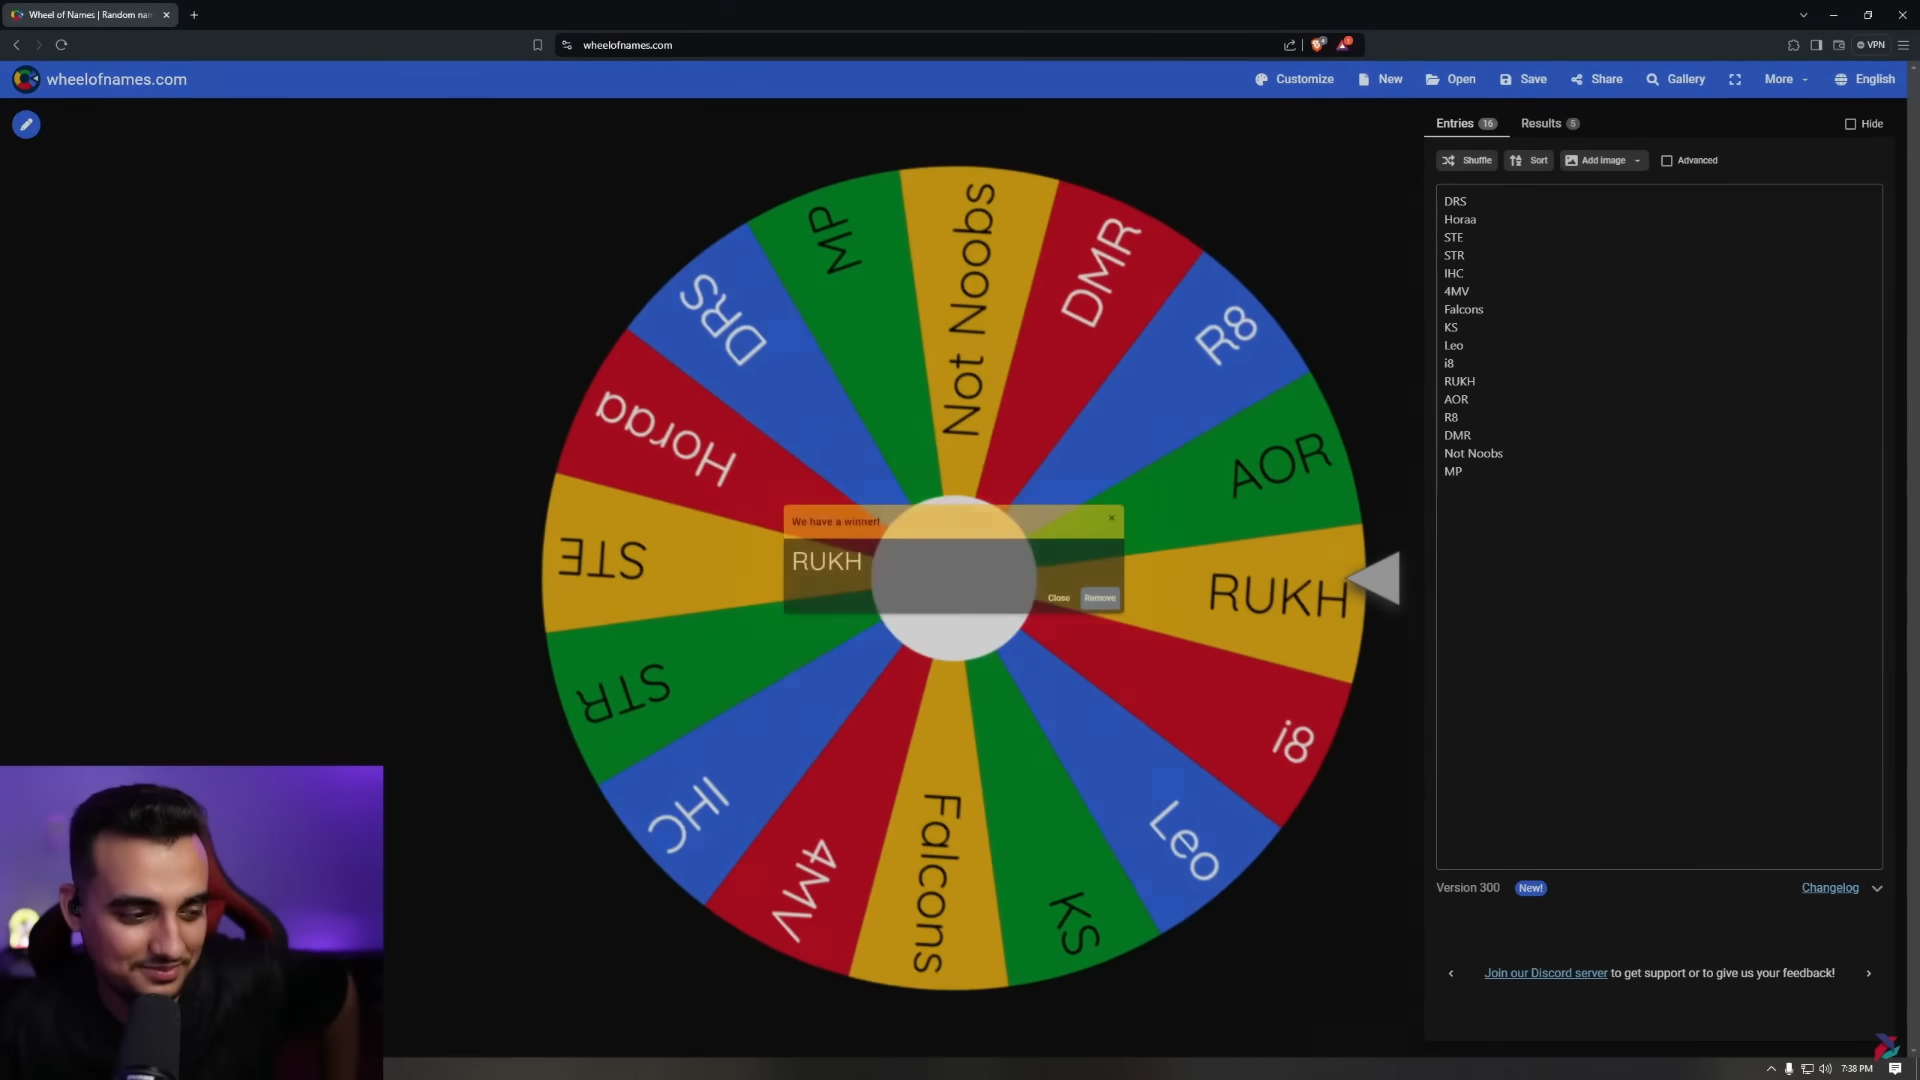 Wheel of Names | Random nam
wheelofnames.com
VPN
wheelofnames.com
Customize
New
Open
Save
Share
Gallery
More
English
Entries 16
Results 5
Hide
Shuffle
Sort
Add image
Advanced
DRS
Horaa
STE
STR
IHC
4MV
Falcons
KS
Leo
i8
RUKH
AOR
R8
DMR
Not Noobs
MP
MP
Not Noobs
DMR
R8
AOR
RUKH
i8
Leo
KS
Falcons
4MV
IHC
STR
STE
Horaa
DRS
We have a winner!
RUKH
Close
Remove
Version 300
New!
Changelog
Join our Discord server to get support or to give us your feedback!
7:38 PM